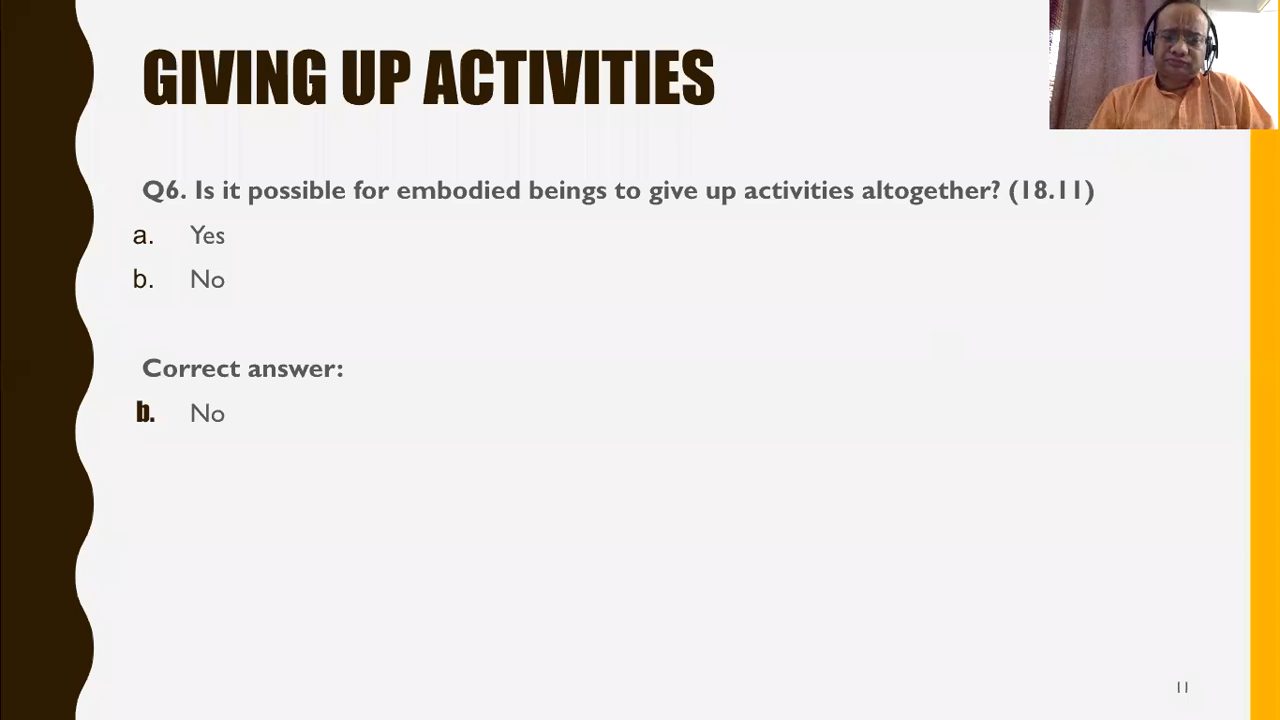 GIVING UP ACTIVITIES
Q6. Is it possible for embodied beings to give up activities altogether? (18.11)
a. Yes
b. No
Correct answer:
b. No
11